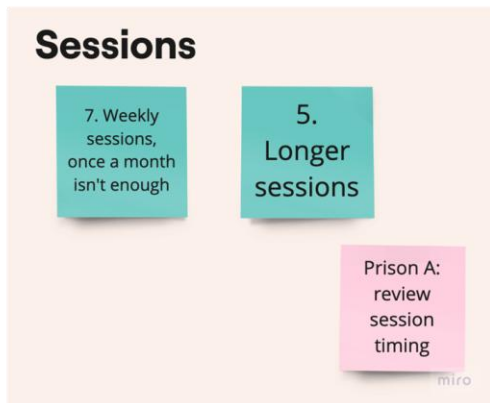 Sessions
7. Weekly
sessions,
once a month
isn't enough
5.
Longer
sessions
Prison A:
review
session
timing
miro